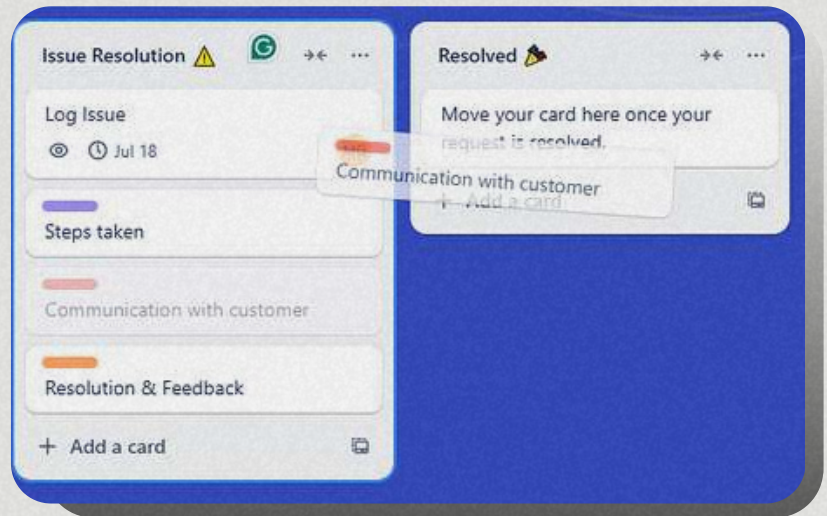 Issue Resolution
Log Issue
Jul 18
Steps taken
Communication with customer
Resolution & Feedback
+ Add a card
Resolved
Move your card here once your
request is resolved.
Communication with customer
+ Add a card